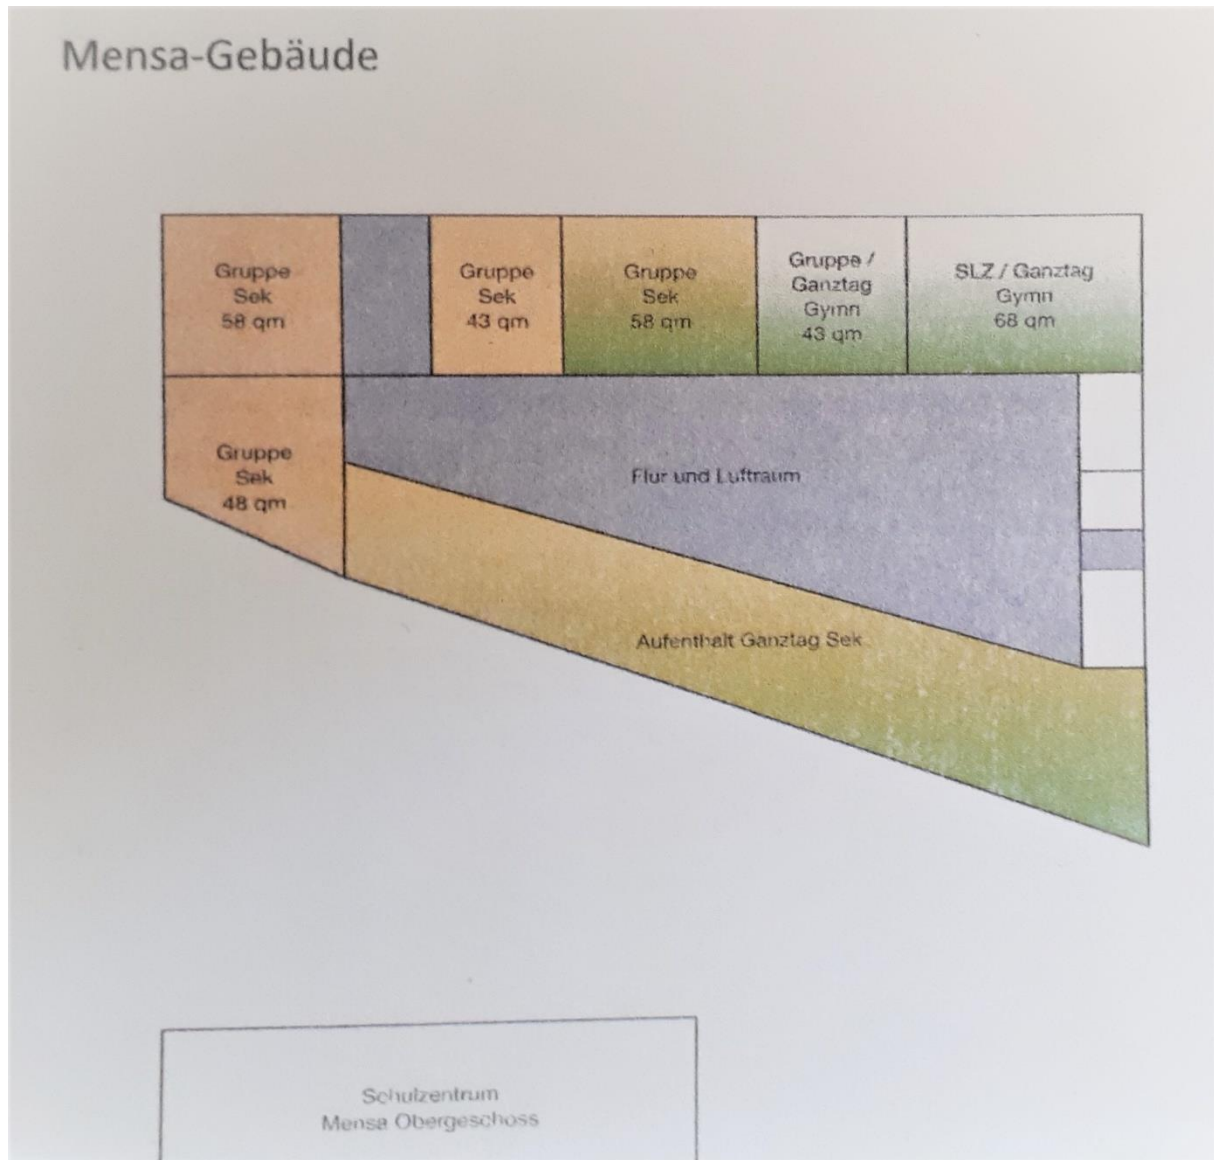 Mensa-Gebäude
Gruppe
Sek
58 qm
Gruppe
Sek
43 qm
Gruppe
Sek
58 qm
Gruppe /
Ganztag
Gymn
43 qm
SLZ / Ganztag
Gymn
68 qm
Gruppe
Sek
48 qm
Flur und Luftraum
Aufenthalt Ganztag Sek
Schulzentrum
Mensa Obergeschoss